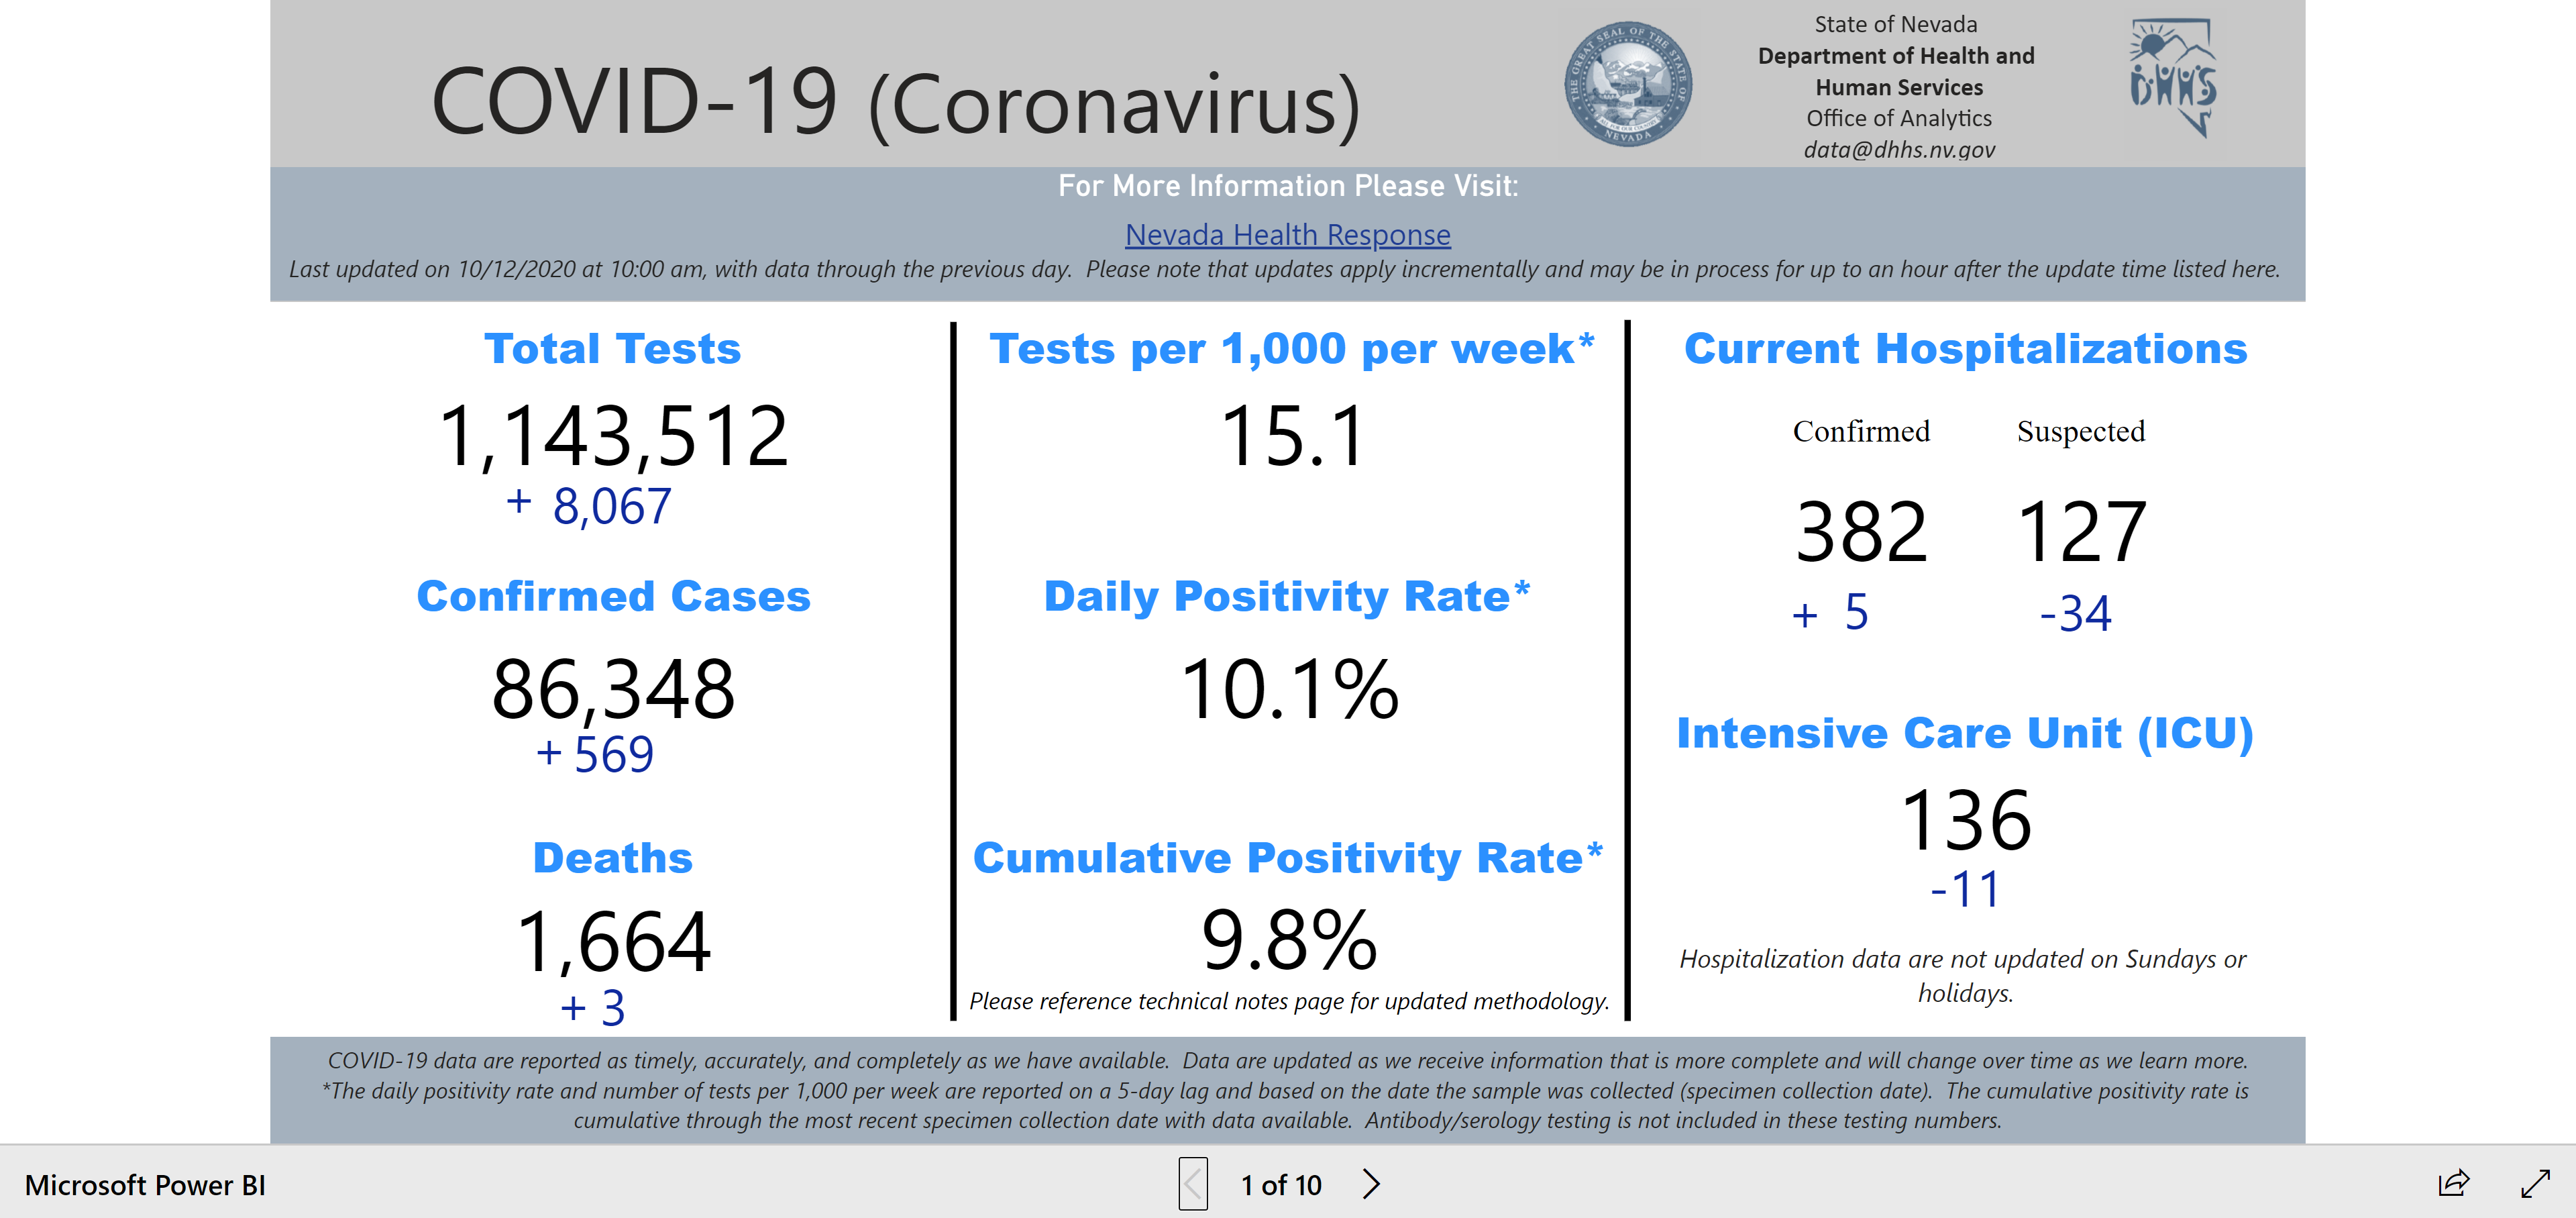 COVID-19 (Coronavirus)
THE GREAT SEAL OF THE STATE OF
NEVADA
State of Nevada
Department of Health and
Human Services
Office of Analytics
data@dhhs.nv.gov
DHHS
For More Information Please Visit:
Nevada Health Response
Last updated on 10/12/2020 at 10:00 am, with data through the previous day.  Please note that updates apply incrementally and may be in process for up to an hour after the update time listed here.
Total Tests
1,143,512
+ 8,067
Confirmed Cases
86,348
+ 569
Deaths
1,664
+ 3
Tests per 1,000 per week*
15.1
Daily Positivity Rate*
10.1%
Cumulative Positivity Rate*
9.8%
Please reference technical notes page for updated methodology.
Current Hospitalizations
Confirmed Suspected
382 127
+ 5 -34
Intensive Care Unit (ICU)
136
-11
Hospitalization data are not updated on Sundays or
holidays.
COVID-19 data are reported as timely, accurately, and completely as we have available.  Data are updated as we receive information that is more complete and will change over time as we learn more.
*The daily positivity rate and number of tests per 1,000 per week are reported on a 5-day lag and based on the date the sample was collected (specimen collection date).  The cumulative positivity rate is
cumulative through the most recent specimen collection date with data available.  Antibody/serology testing is not included in these testing numbers.
Microsoft Power BI
1 of 10